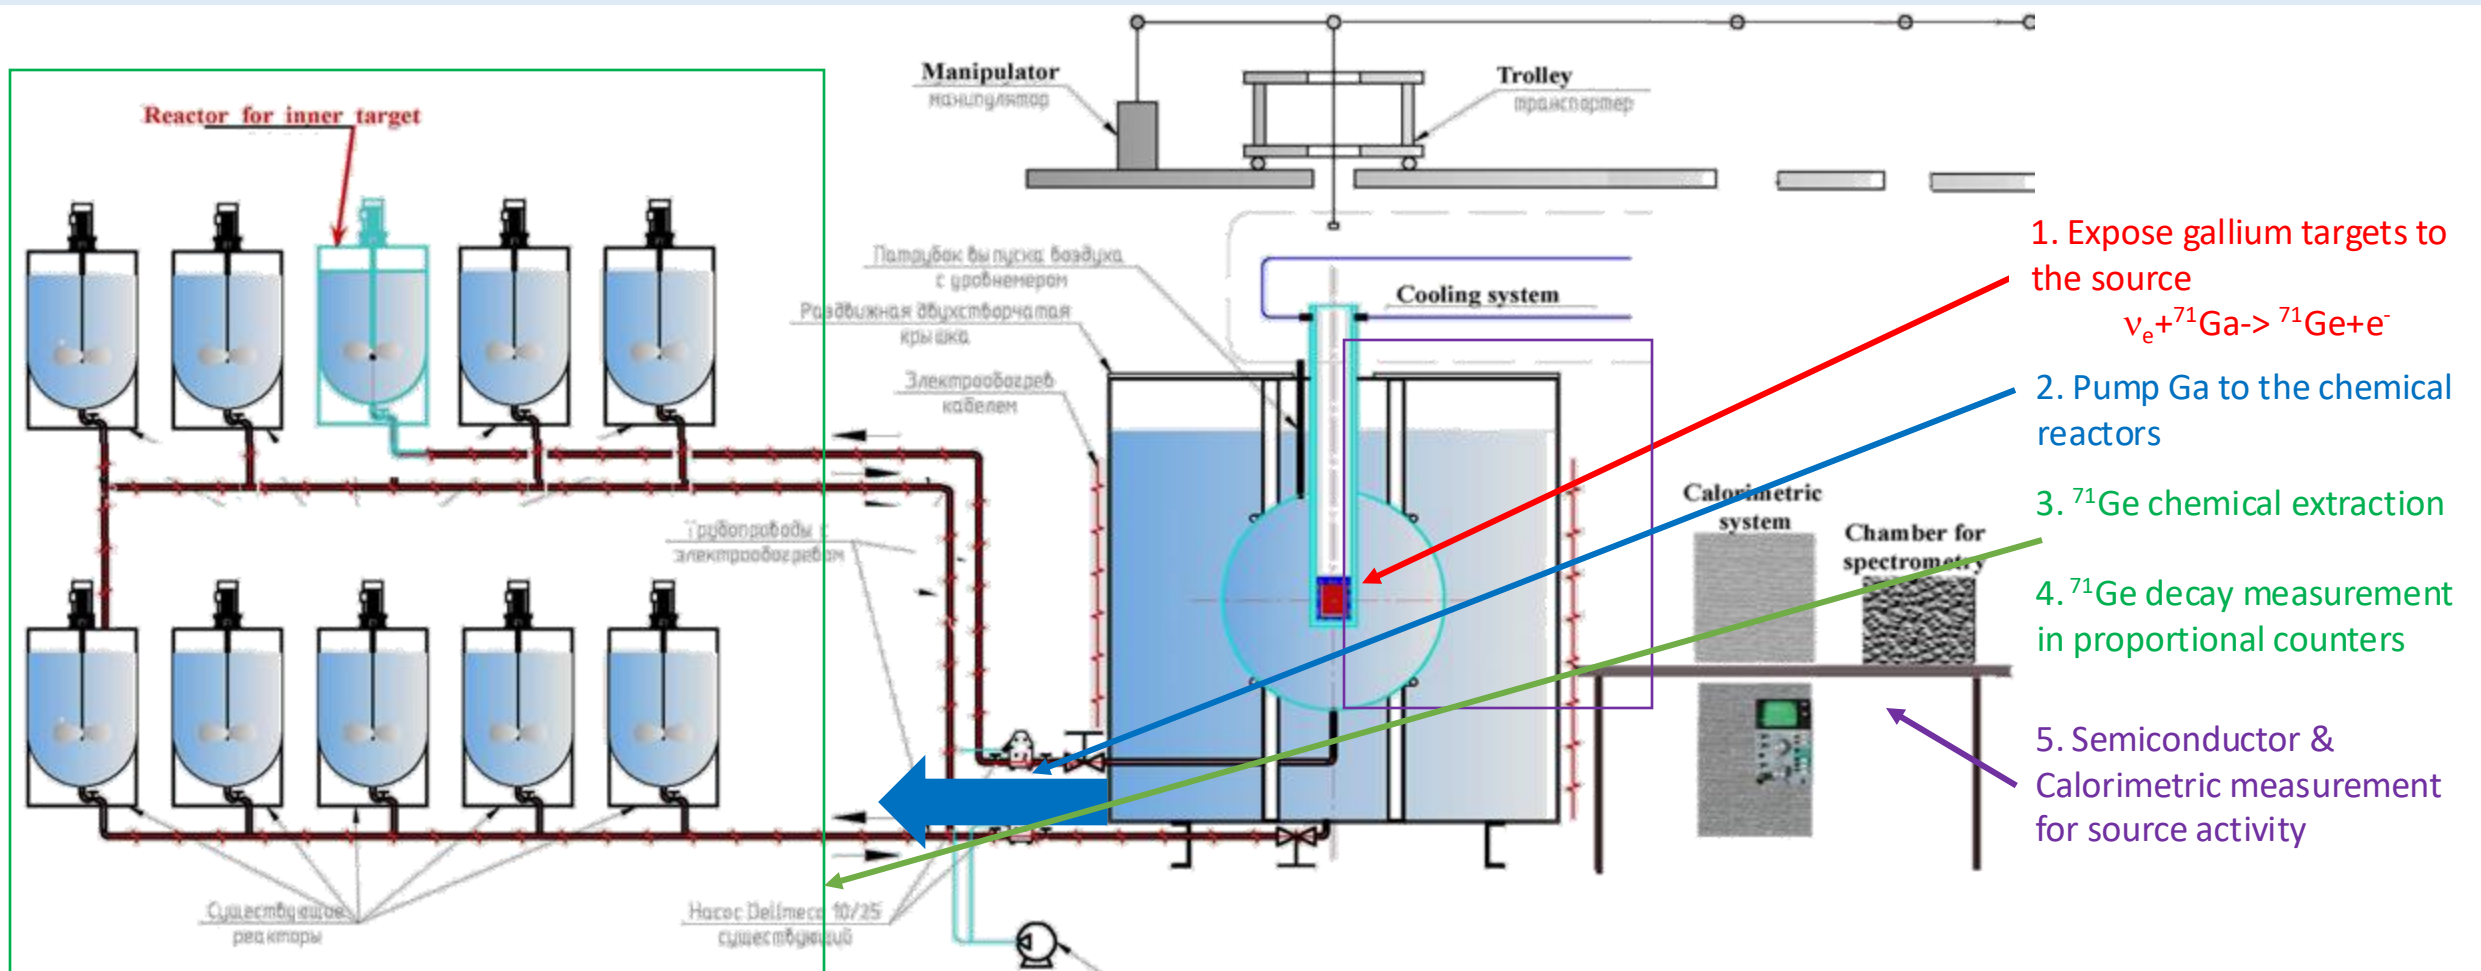 Manipulator
манипулятор
Trolley
транспортер
Reactor for inner target
Патрубок выпуска воздуха
с уровнемером
Раздвижная двухстворчатая
крышка
Электрообогрев
кабелем
Cooling system
Трубопроводы с
электрообогревом
Calorimetric
system
Chamber for
spectrometry
Существующие
реакторы
Насос Dellmeco 10/25
существующий
1. Expose gallium targets to
the source
νₑ+⁷¹Ga-> ⁷¹Ge+e⁻
2. Pump Ga to the chemical
reactors
3. ⁷¹Ge chemical extraction
4. ⁷¹Ge decay measurement
in proportional counters
5. Semiconductor &
Calorimetric measurement
for source activity